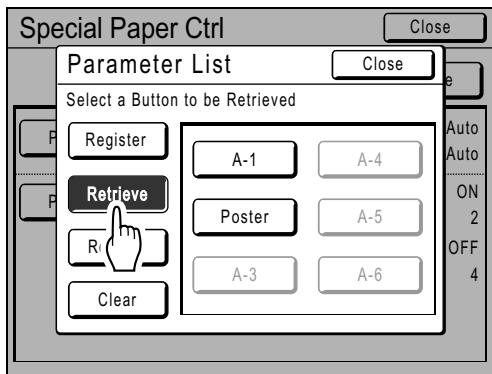 Special Paper Ctrl
Close
Parameter List
Close
Select a Button to be Retrieved
Register
Retrieve
Clear
A-1
A-4
Poster
A-5
A-3
A-6
Auto
Auto
ON
2
OFF
4